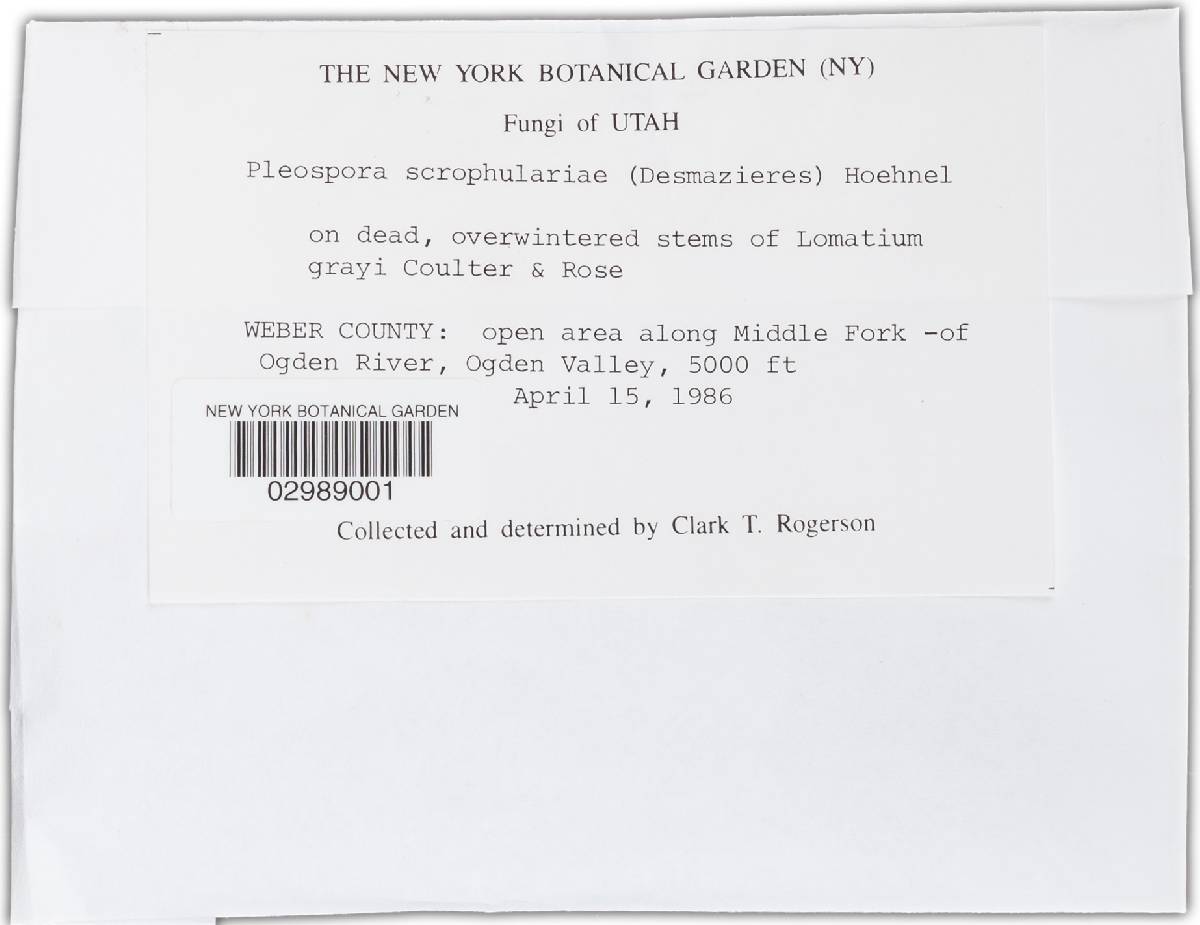 THE NEW YORK BOTANICAL GARDEN (NY)
Fungi of UTAH
Pleospora scrophulariae (Desmazieres) Hoehnel
on dead, overwintered stems of Lomatium
grayi Coulter & Rose
WEBER COUNTY: open area along Middle Fork -of
Ogden River, Ogden Valley, 5000 ft
April 15, 1986
NEW YORK BOTANICAL GARDEN
02989001
Collected and determined by Clark T. Rogerson